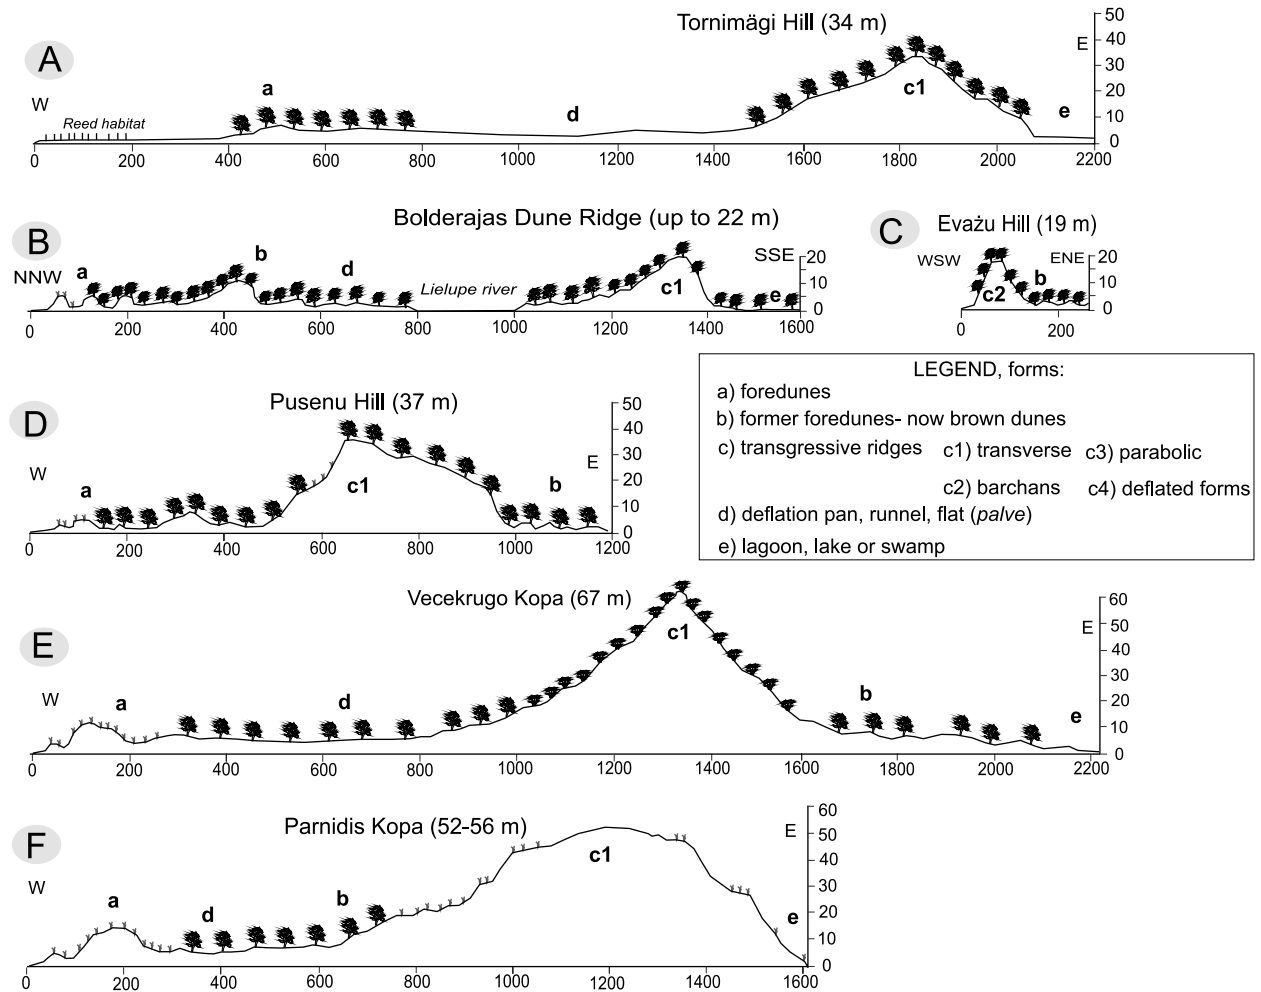 Tornimägi Hill (34 m)
A
W
E
Reed habitat
a
d
c1
e
50
40
30
20
10
0
0 200 400 600 800 1000 1200 1400 1600 1800 2000 2200
Bolderajas Dune Ridge (up to 22 m)
B
NNW
SSE
a
b
d
Lielupe river
c1
e
20
10
0
0 200 400 600 800 1000 1200 1400 1600
Evažu Hill (19 m)
C
WSW
ENE
c2
b
20
10
0
0 200
LEGEND, forms:
a) foredunes
b) former foredunes- now brown dunes
c) transgressive ridges c1) transverse c3) parabolic
c2) barchans c4) deflated forms
d) deflation pan, runnel, flat (palve)
e) lagoon, lake or swamp
Pusenu Hill (37 m)
D
W
E
a
c1
b
50
40
30
20
10
0
0 200 400 600 800 1000 1200
Vecekrugo Kopa (67 m)
E
W
E
a
d
c1
b
e
60
50
40
30
20
10
0
0 200 400 600 800 1000 1200 1400 1600 1800 2000 2200
Parnidis Kopa (52-56 m)
F
W
E
a
d
b
c1
e
60
50
40
30
20
10
0
0 200 400 600 800 1000 1200 1400 1600